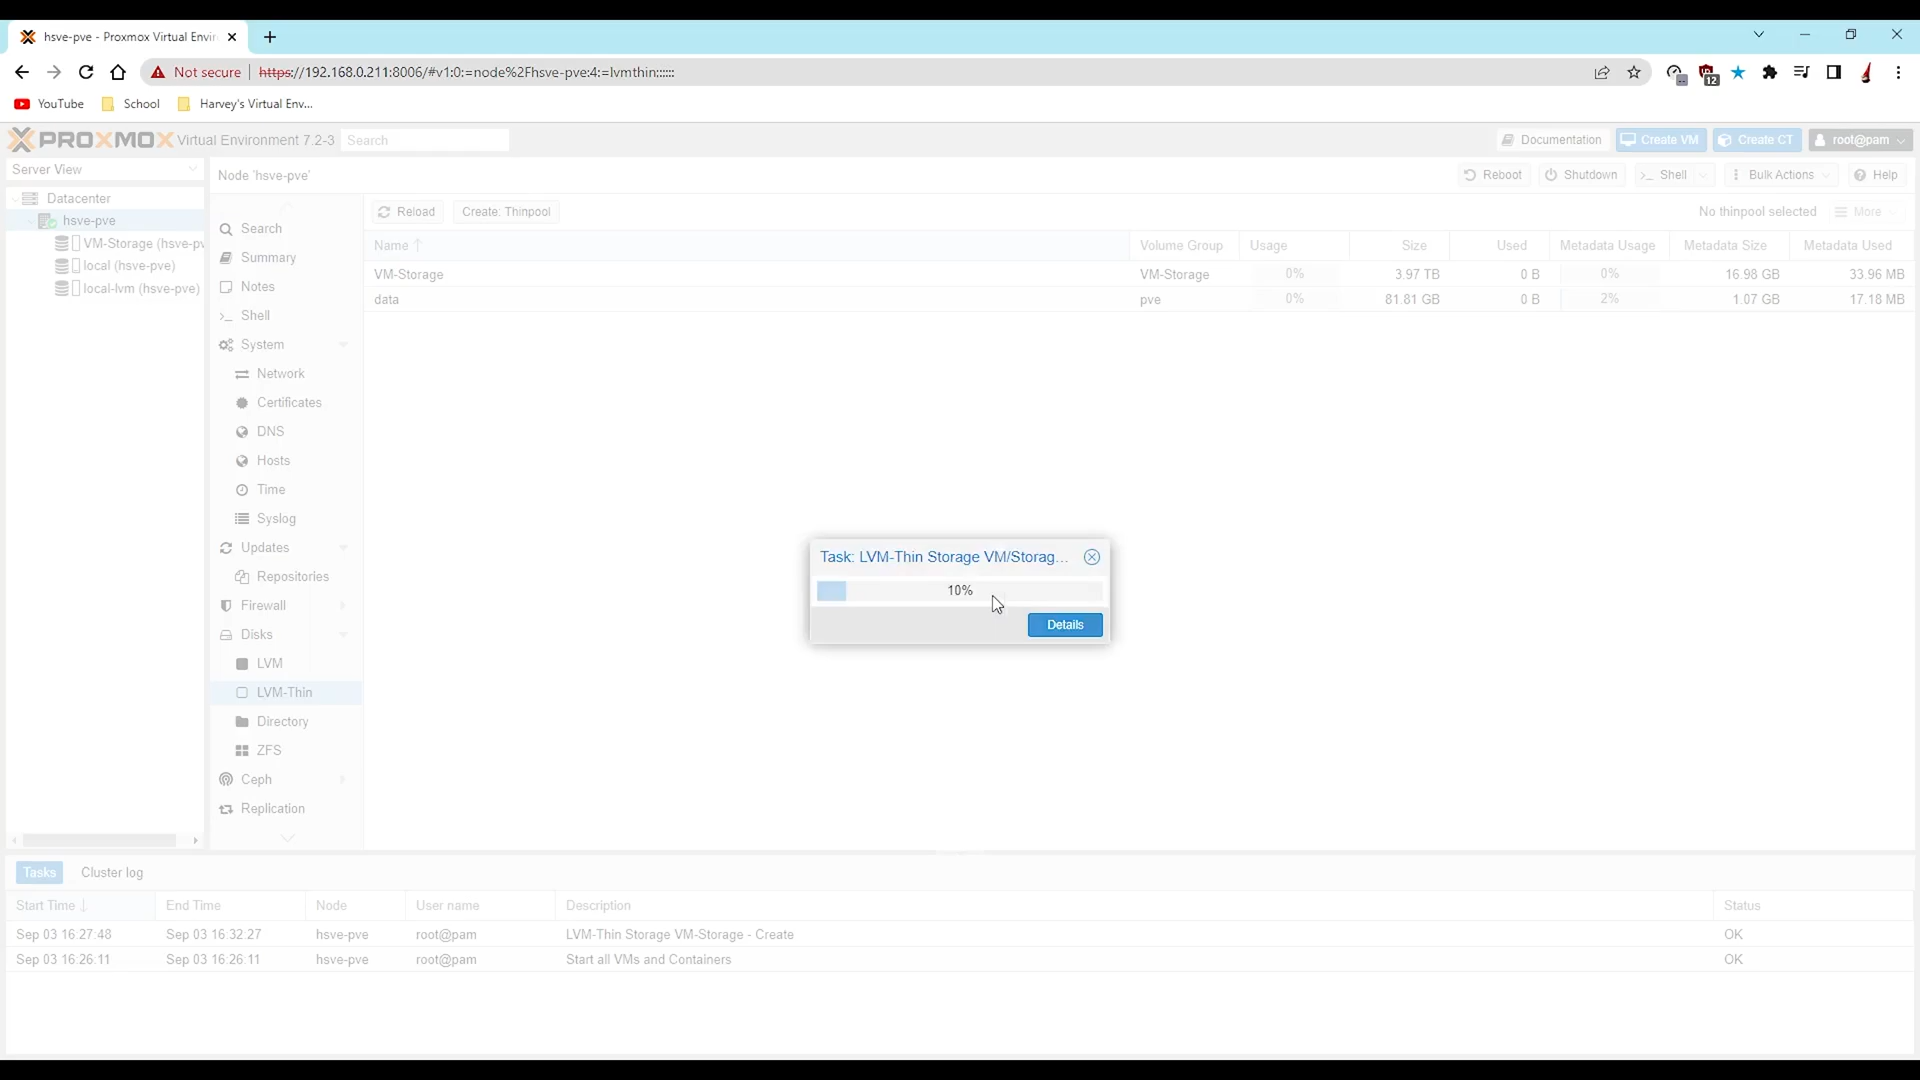 hsve-pve - Proxmox Virtual Envir
Not secure https://192.168.0.211:8006/#v1:0:=node%2Fhsve-pve:4:=lvmthin::::::
12
YouTube School Harvey's Virtual Env...
PROXMOX Virtual Environment 7.2-3 Search Documentation Create VM Create CT root@pam
Server View Node 'hsve-pve' Reboot Shutdown >_ Shell Bulk Actions Help
Datacenter
hsve-pve
VM-Storage (hsve-pv
local (hsve-pve)
local-lvm (hsve-pve)
Search
Summary
Notes
>_ Shell
System
Network
Certificates
DNS
Hosts
Time
Syslog
Updates
Repositories
Firewall
Disks
LVM
LVM-Thin
Directory
ZFS
Ceph
Replication
Reload Create: Thinpool No thinpool selected More
Name Volume Group Usage Size Used Metadata Usage Metadata Size Metadata Used
VM-Storage VM-Storage 0% 3.97 TB 0 B 0% 16.98 GB 33.96 MB
data pve 0% 81.81 GB 0 B 2% 1.07 GB 17.18 MB
Task: LVM-Thin Storage VM/Storag...
10%
Details
Tasks Cluster log
Start Time End Time Node User name Description Status
Sep 03 16:27:48 Sep 03 16:32:27 hsve-pve root@pam LVM-Thin Storage VM-Storage - Create OK
Sep 03 16:26:11 Sep 03 16:26:11 hsve-pve root@pam Start all VMs and Containers OK